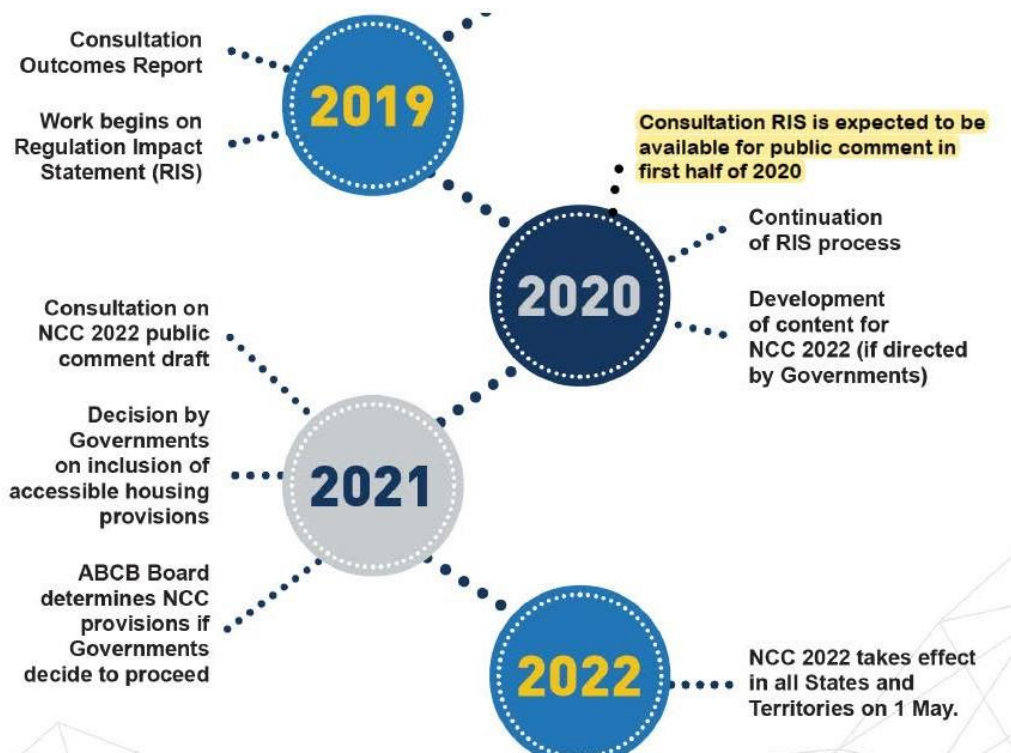 Consultation
Outcomes Report
Work begins on
Regulation Impact
Statement (RIS)
2019
Consultation RIS is expected to be
available for public comment in
first half of 2020
2020
Continuation
of RIS process
Development
of content for
NCC 2022 (if directed
by Governments)
Consultation on
NCC 2022 public
comment draft
Decision by
Governments
on inclusion of
accessible housing
provisions
ABCB Board
determines NCC
provisions if
Governments
decide to proceed
2021
2022
NCC 2022 takes effect
in all States and
Territories on 1 May.